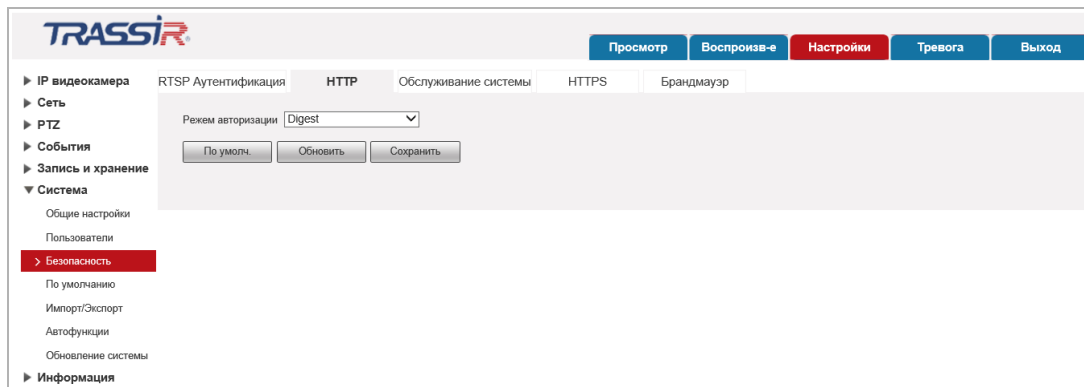 TRASSIR
Просмотр Воспроизв-е Настройки Тревога Выход
IP видеокамера
Сеть
PTZ
События
Запись и хранение
Система
Общие настройки
Пользователи
Безопасность
По умолчанию
Импорт/Экспорт
Автофункции
Обновление системы
Информация
RTSP Аутентификация HTTP Обслуживание системы HTTPS Брандмауэр
Режем авторизации Digest
По умолч. Обновить Сохранить